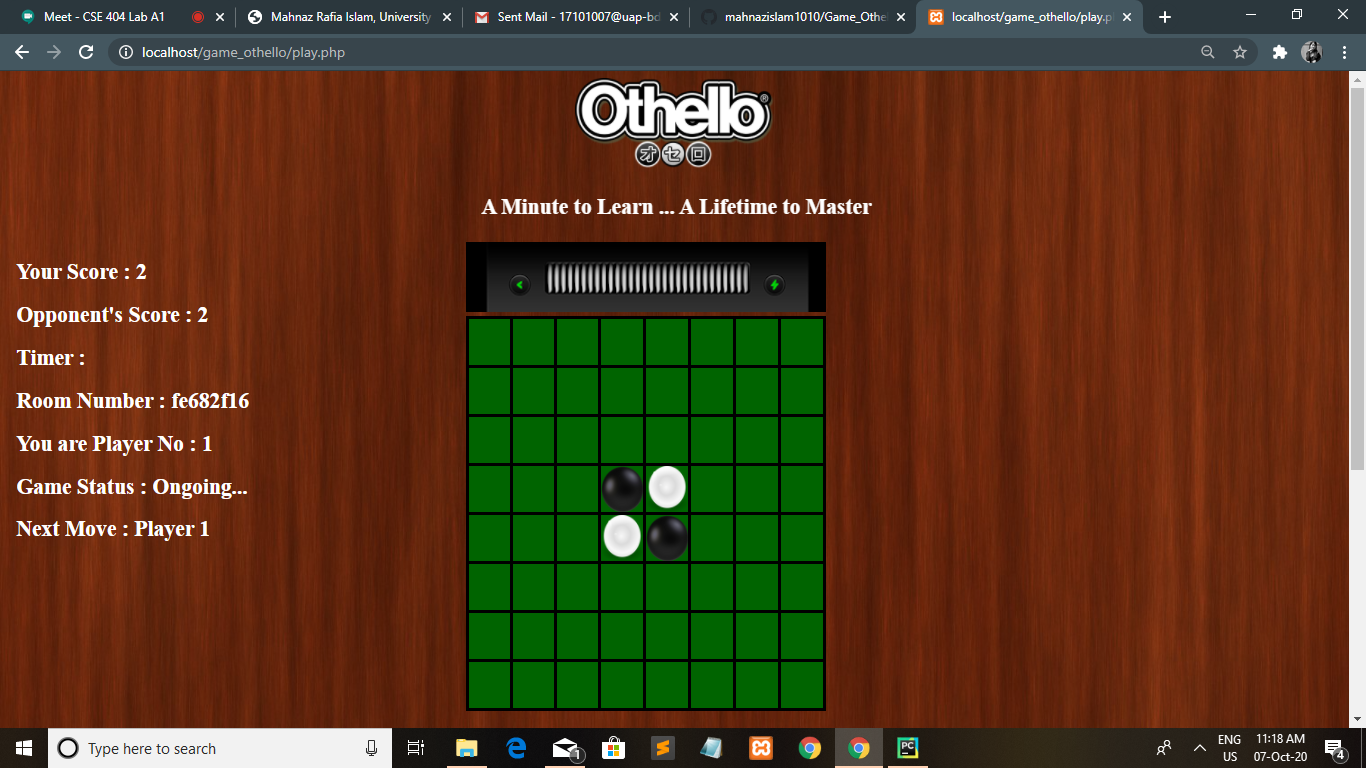 Meet - CSE 404 Lab A1
Mahnaz Rafia Islam, University
Sent Mail - 17101007@uap-bd
mahnazislam1010/Game_Othe
localhost/game_othello/play.p
localhost/game_othello/play.php
Othello®
オセロ
A Minute to Learn ... A Lifetime to Master
Your Score : 2
Opponent's Score : 2
Timer :
Room Number : fe682f16
You are Player No : 1
Game Status : Ongoing...
Next Move : Player 1
Type here to search
1
PC
ENG
US
11:18 AM
07-Oct-20
4